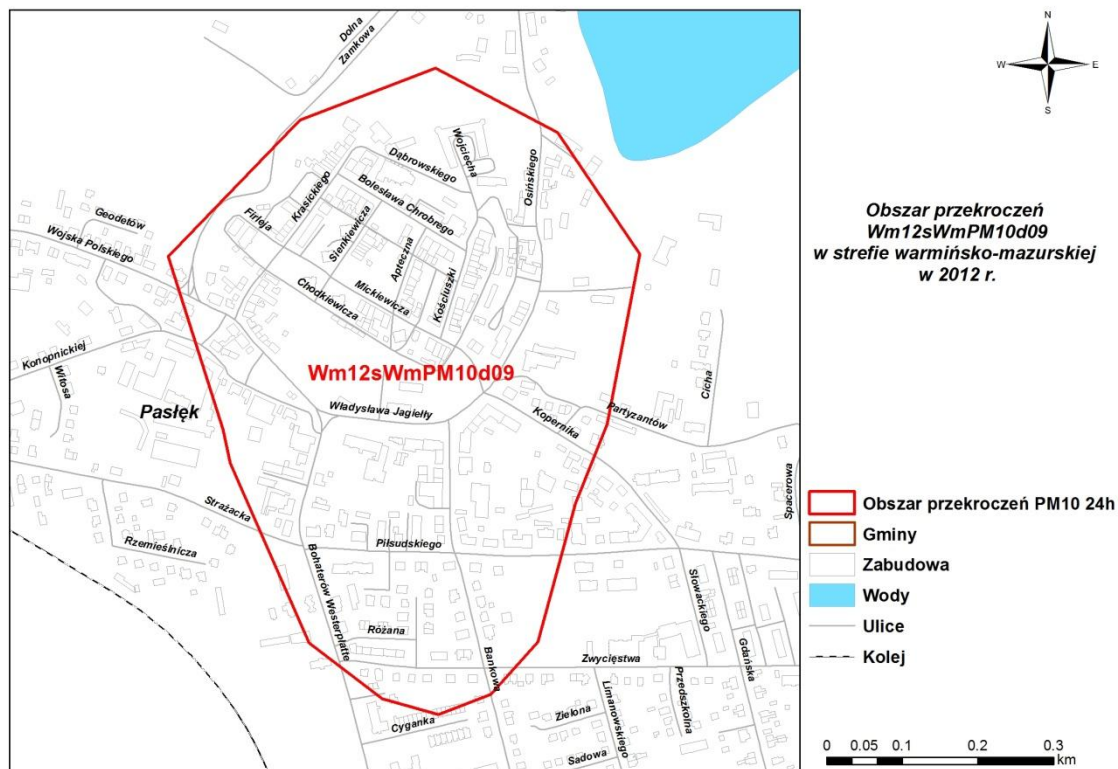 Dolna
Zamkowa
N
W
E
S
Wojciecha
Dąbrowskiego
Osińskiego
Bolesława Chrobrego
Krasickiego
Firleja
Sienkiewicza
Geodetów
Wojska Polskiego
Apteczna
Kościuszki
Mickiewicza
Chodkiewicza
Obszar przekroczeń
Wm12sWmPM10d09
w strefie warmińsko-mazurskiej
w 2012 r.
Konopnickiej
Witosa
Wm12sWmPM10d09
Pasłęk
Władysława Jagiełły
Kopernika
Partyzantów
Cicha
Spacerowa
Strażacka
Rzemieślnicza
Piłsudskiego
Bohaterów Westerplatte
Różana
Bankowa
Zwycięstwa
Słowackiego
Gdańska
Przedszkolna
Limanowskiego
Zielona
Cyganka
Sadowa
Obszar przekroczeń PM10 24h
Gminy
Zabudowa
Wody
Ulice
Kolej
0 0.05 0.1 0.2 0.3
km